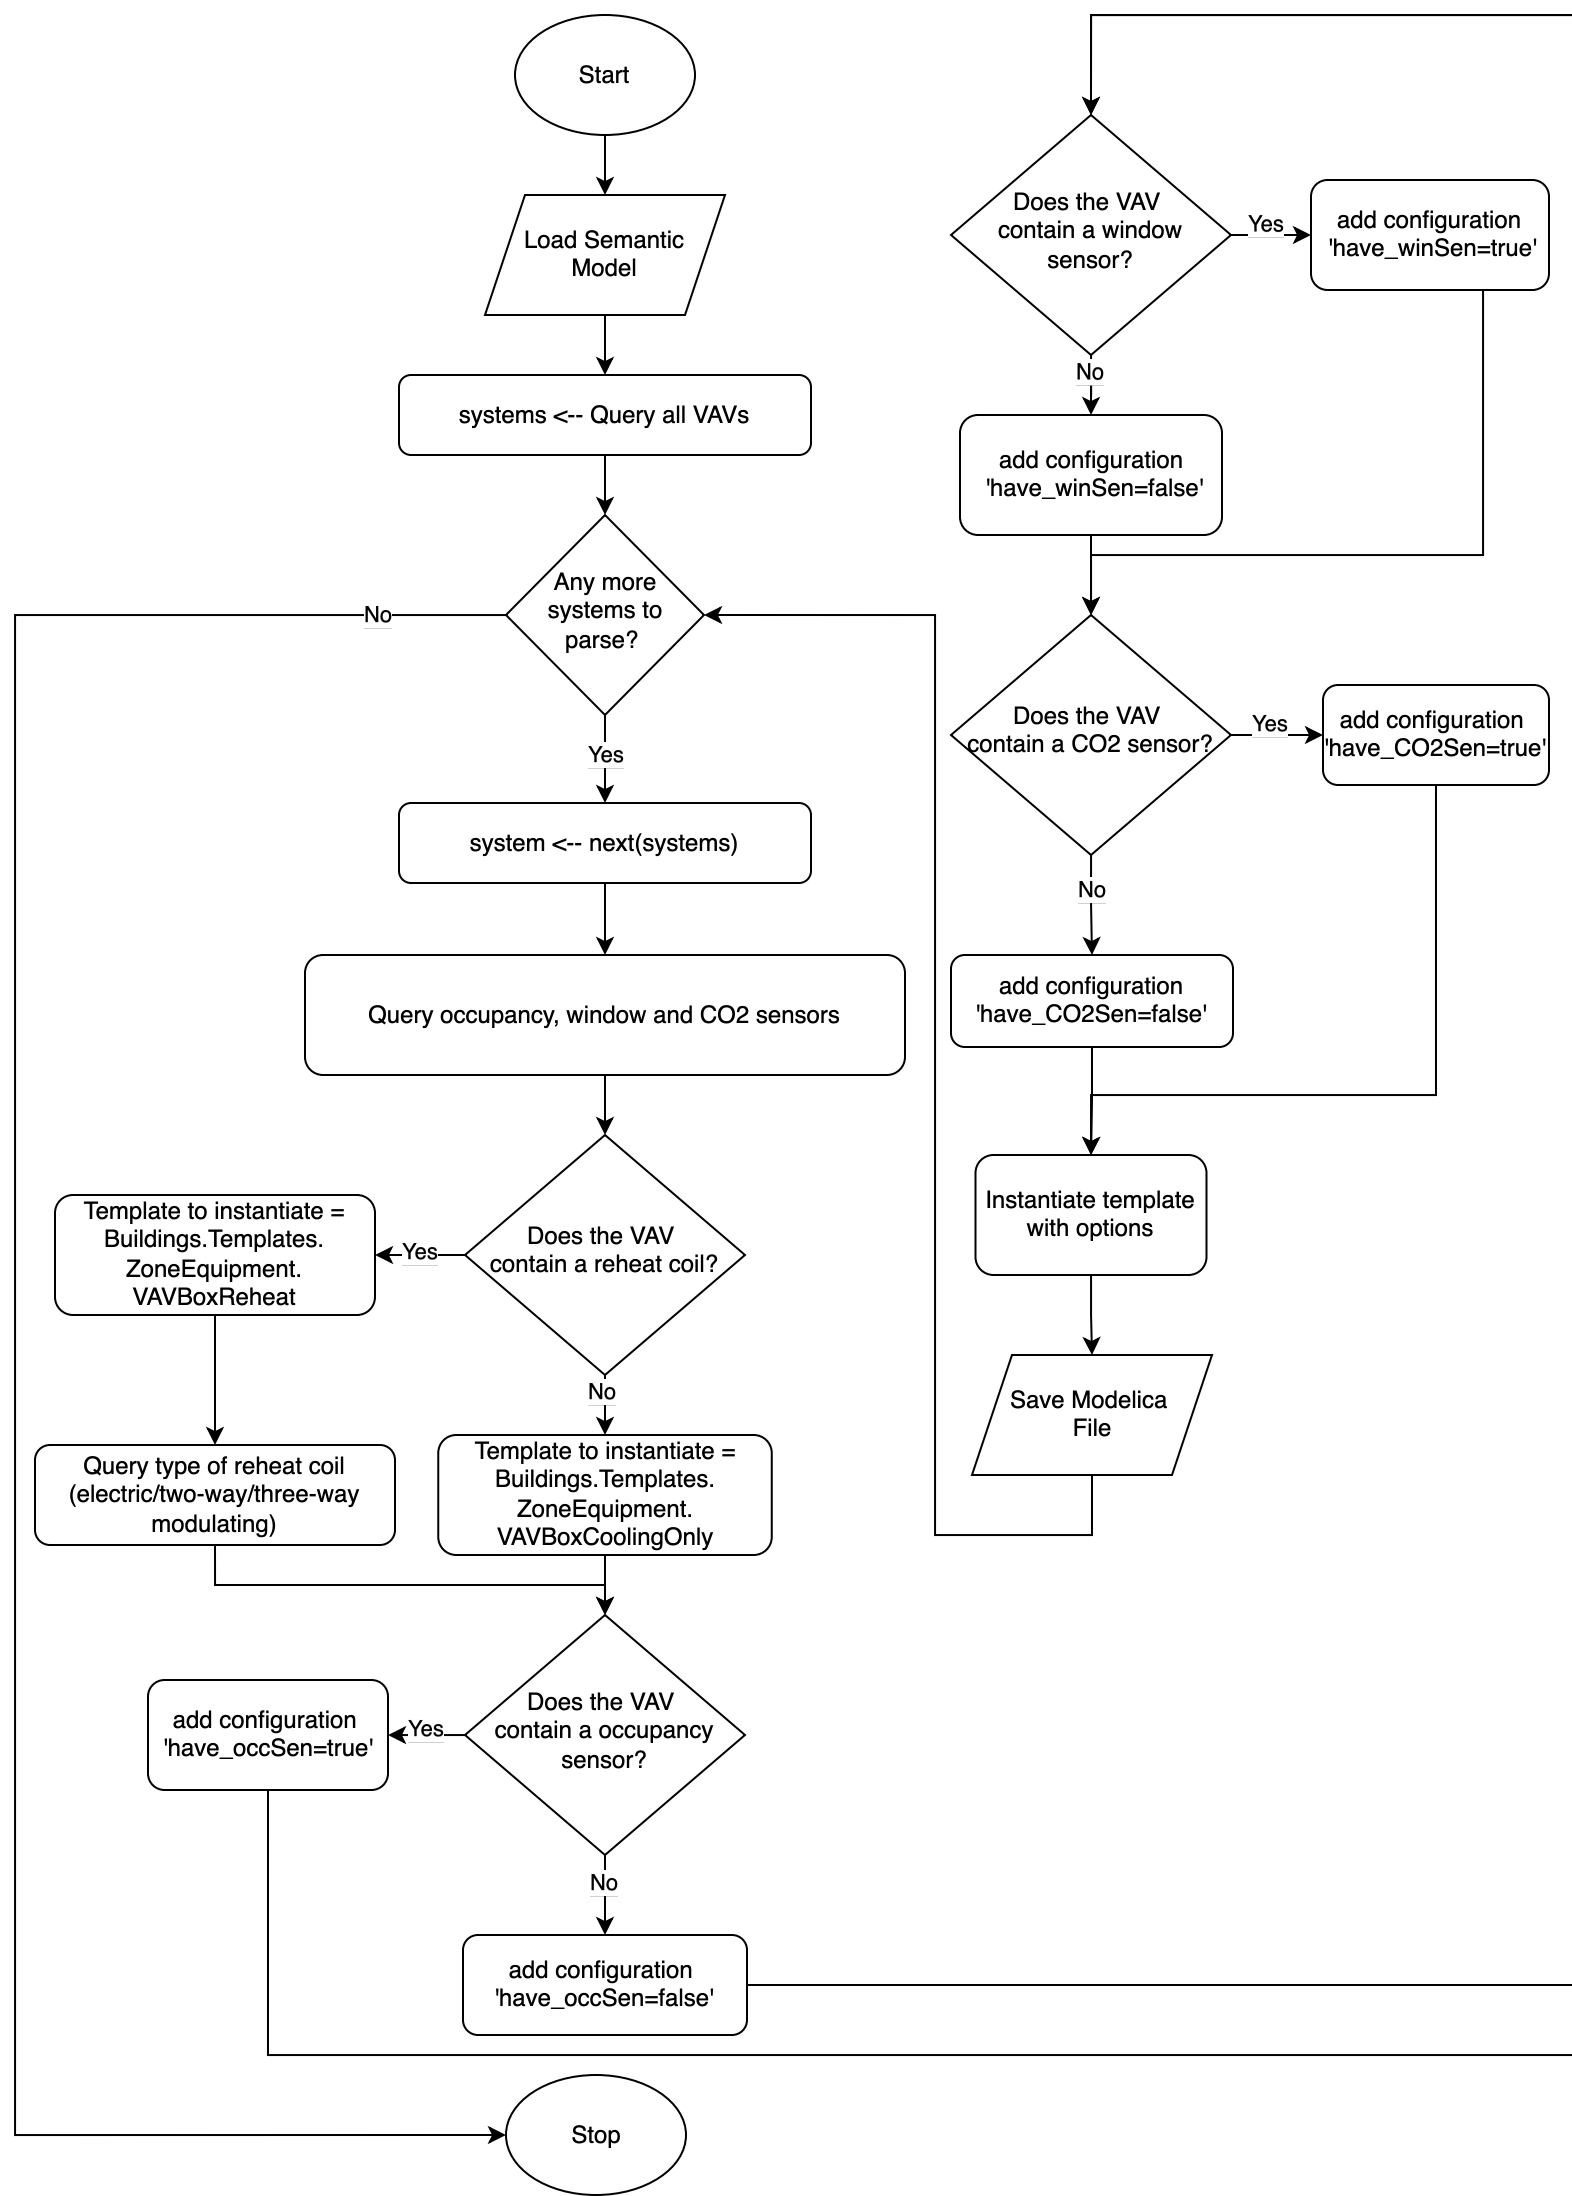 Start
Load Semantic
Model
systems <-- Query all VAVs
Any more
systems to
parse?
No
Yes
system <-- next(systems)
Query occupancy, window and CO2 sensors
Does the VAV
contain a reheat coil?
Yes
Template to instantiate =
Buildings.Templates.
ZoneEquipment.
VAVBoxReheat
Query type of reheat coil
(electric/two-way/three-way
modulating)
No
Template to instantiate =
Buildings.Templates.
ZoneEquipment.
VAVBoxCoolingOnly
Does the VAV
contain a occupancy
sensor?
Yes
add configuration
'have_occSen=true'
No
add configuration
'have_occSen=false'
Stop
Does the VAV
contain a window
sensor?
Yes
add configuration
'have_winSen=true'
No
add configuration
'have_winSen=false'
Does the VAV
contain a CO2 sensor?
Yes
add configuration
'have_CO2Sen=true'
No
add configuration
'have_CO2Sen=false'
Instantiate template
with options
Save Modelica
File